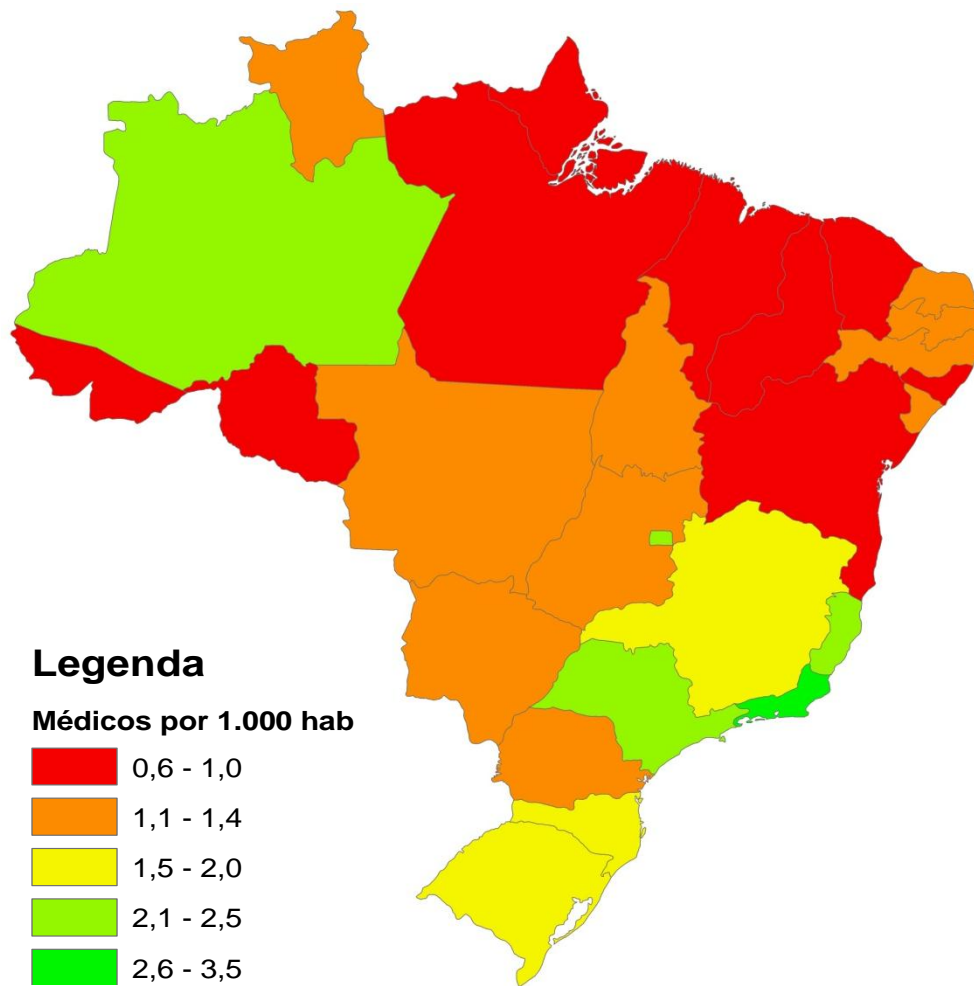 Legenda
Médicos por 1.000 hab
0,6 - 1,0
1,1 - 1,4
1,5 - 2,0
2,1 - 2,5
2,6 - 3,5